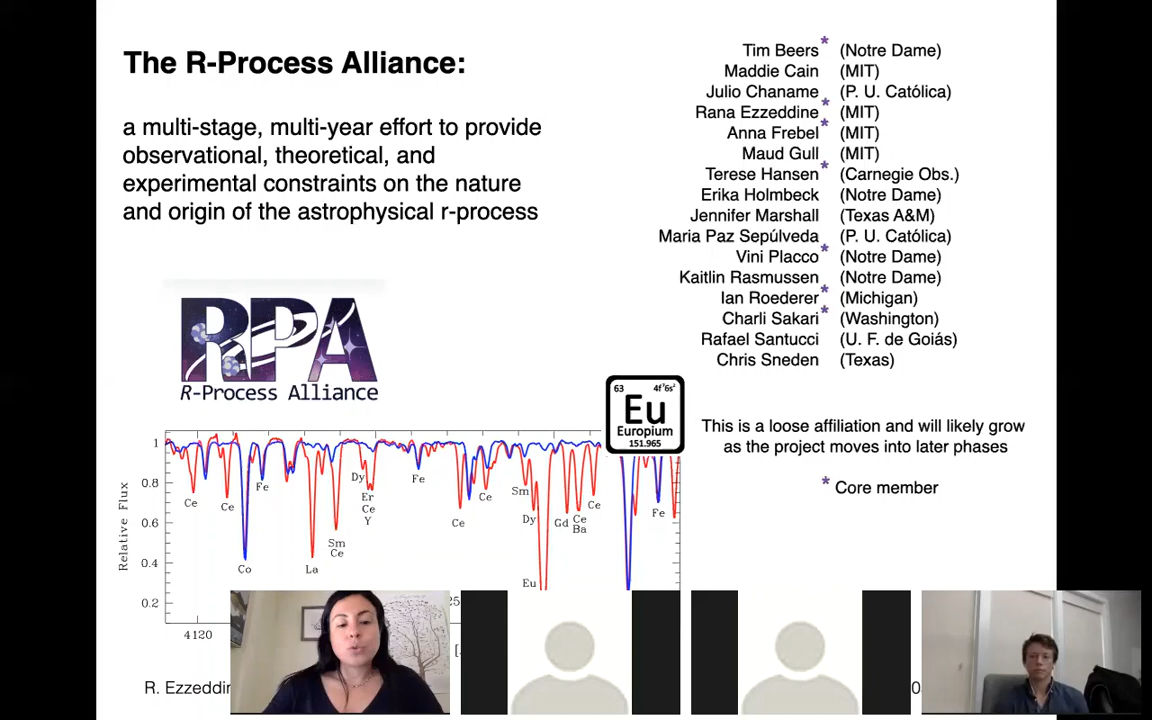 The R-Process Alliance:
a multi-stage, multi-year effort to provide
observational, theoretical, and
experimental constraints on the nature
and origin of the astrophysical r-process
Tim Beers* (Notre Dame)
Maddie Cain (MIT)
Julio Chaname (P. U. Católica)
Rana Ezzeddine* (MIT)
Anna Frebel* (MIT)
Maud Gull (MIT)
Terese Hansen* (Carnegie Obs.)
Erika Holmbeck (Notre Dame)
Jennifer Marshall (Texas A&M)
Maria Paz Sepúlveda (P. U. Católica)
Vini Placco* (Notre Dame)
Kaitlin Rasmussen (Notre Dame)
Ian Roederer* (Michigan)
Charli Sakari* (Washington)
Rafael Santucci (U. F. de Goiás)
Chris Sneden (Texas)
This is a loose affiliation and will likely grow
as the project moves into later phases
* Core member
RPA
R-Process Alliance
63 4f⁷6s²
Eu
Europium
151.965
Relative Flux
1
0.8
0.6
0.4
0.2
4120
Ce
Ce
Co
Fe
La
Sm
Ce
Dy
Er
Ce
Y
Fe
Ce
Ce
Sm
Dy
Eu
Gd
Ce
Ba
Ce
Fe
R. Ezzeddin